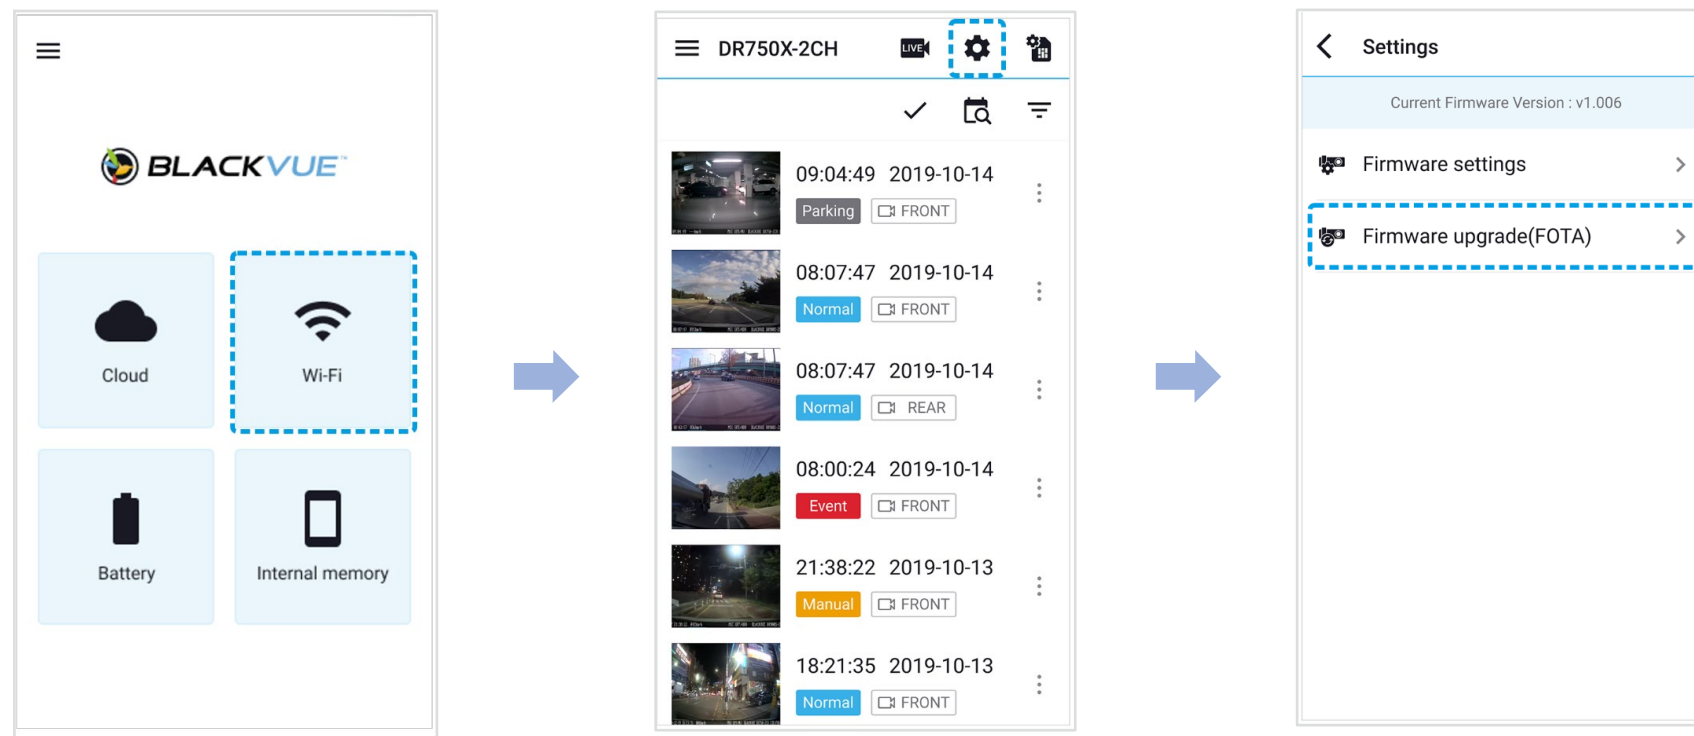 BLACKVUE™
Cloud
Wi-Fi
Battery
Internal memory
DR750X-2CH
LIVE
09:04:49 2019-10-14
Parking FRONT
08:07:47 2019-10-14
Normal FRONT
08:07:47 2019-10-14
Normal REAR
08:00:24 2019-10-14
Event FRONT
21:38:22 2019-10-13
Manual FRONT
18:21:35 2019-10-13
Normal FRONT
Settings
Current Firmware Version : v1.006
Firmware settings
Firmware upgrade(FOTA)